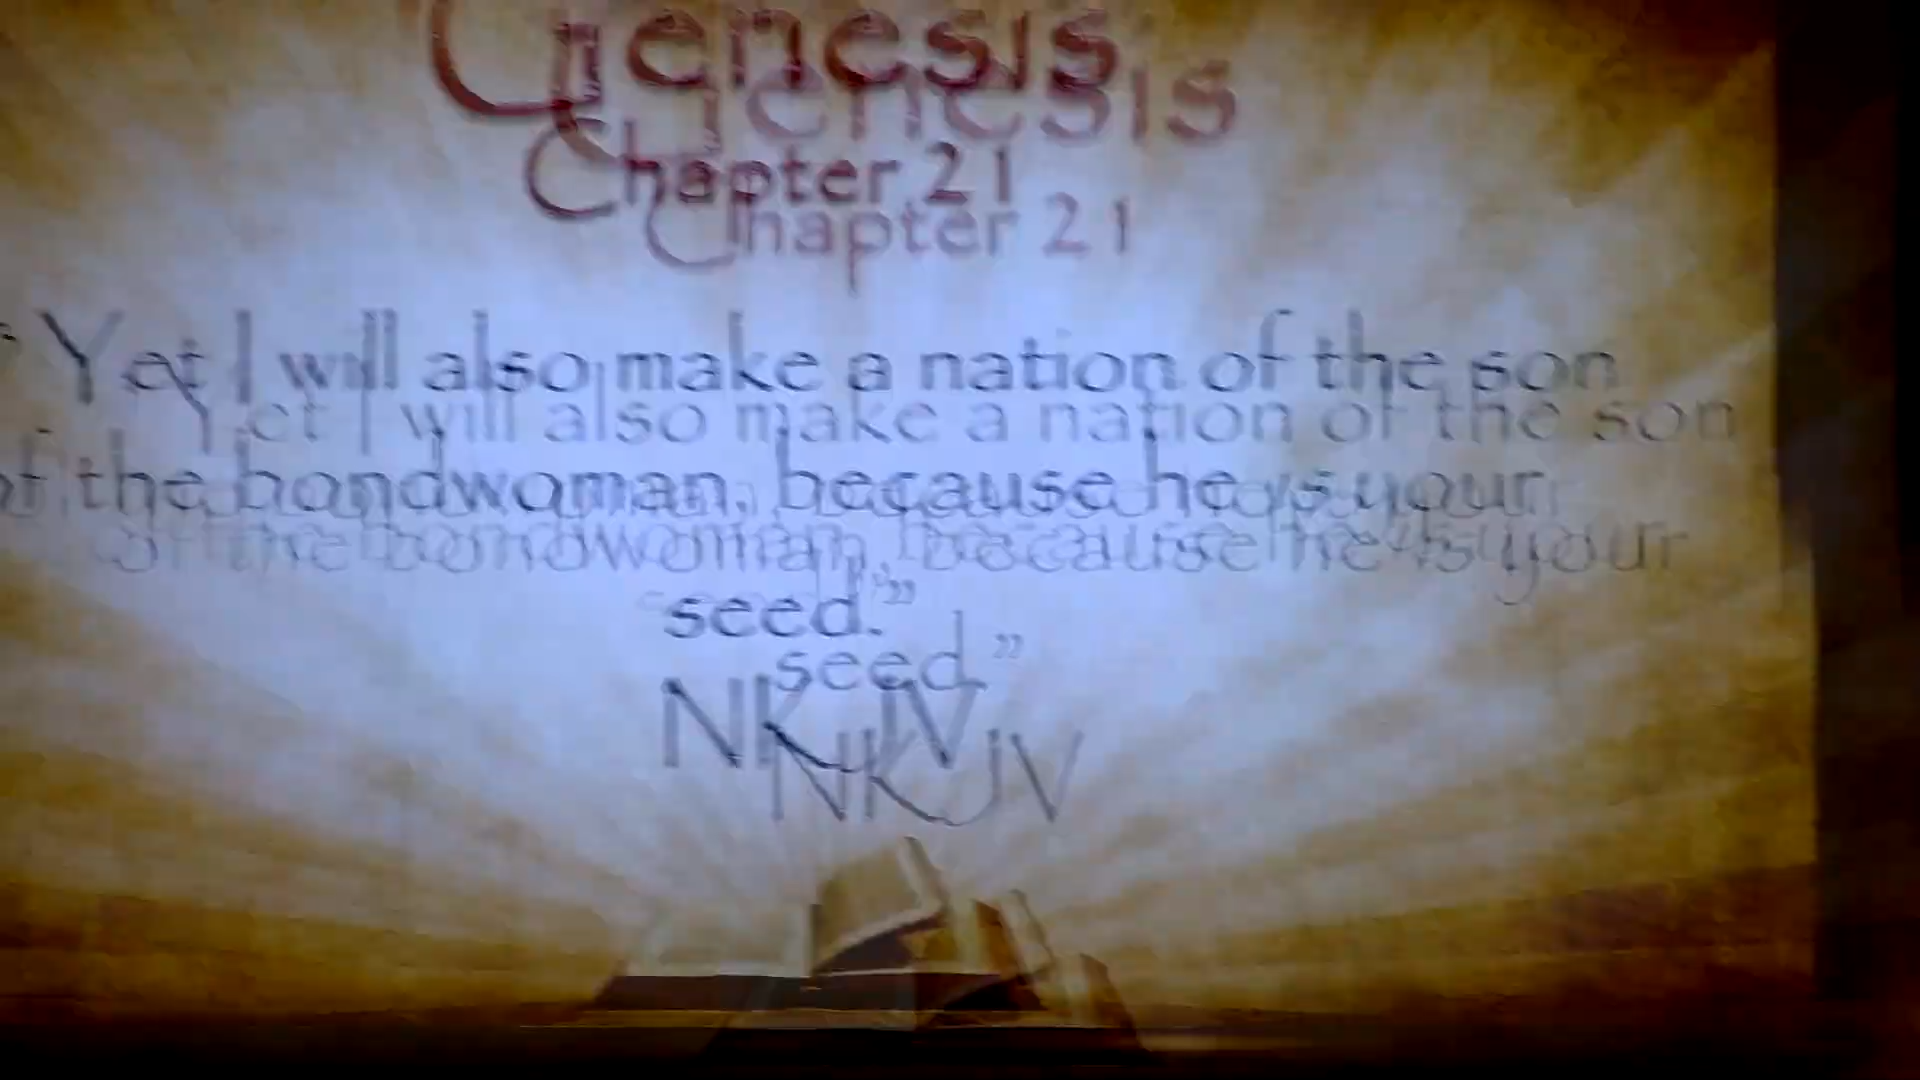 Genesis
Chapter 21
Yet I will also make a nation of the son
of the bondwoman, because he is your
seed.”
NKJV